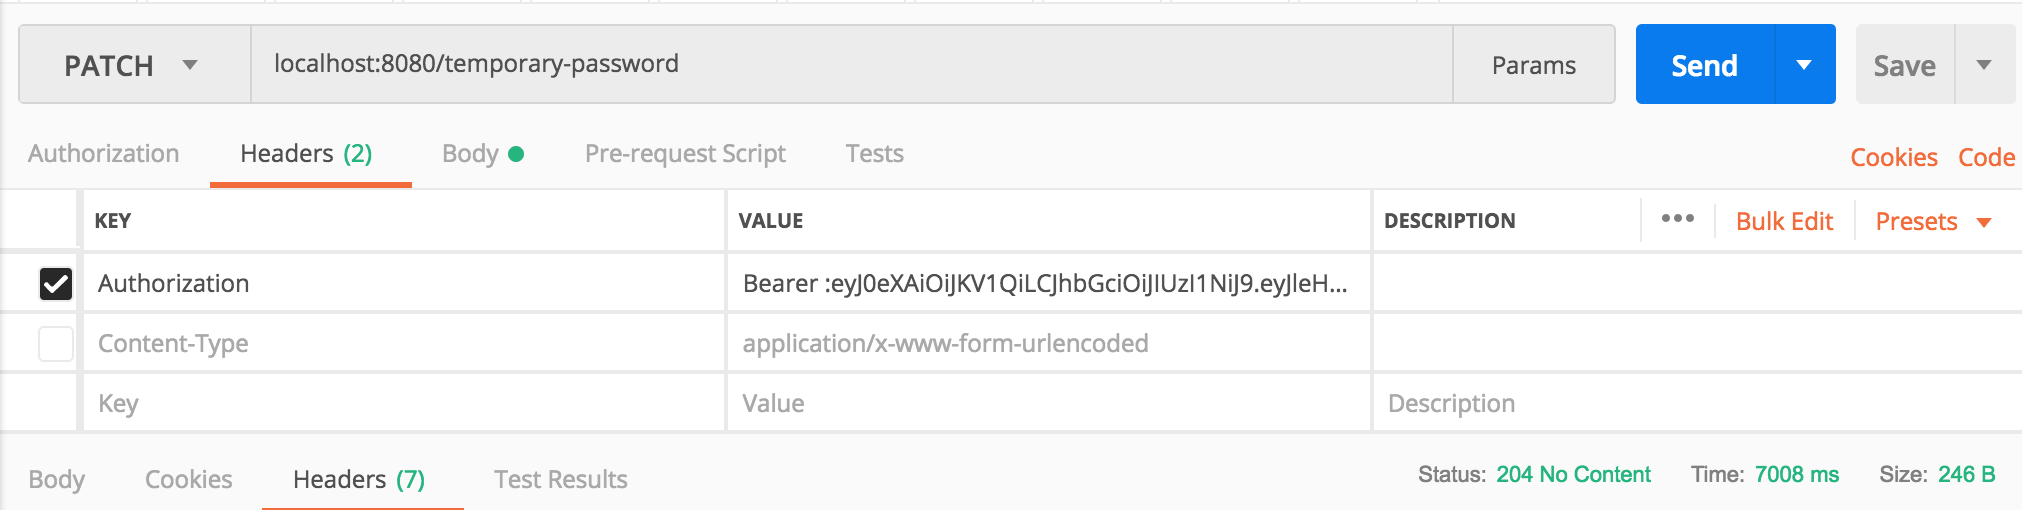 PATCH localhost:8080/temporary-password Params Send Save
Authorization Headers (2) Body Pre-request Script Tests Cookies Code
KEY VALUE DESCRIPTION ••• Bulk Edit Presets
Authorization Bearer :eyJ0eXAiOiJKV1QiLCJhbGciOiJIUzI1NiJ9.eyJleH...
Content-Type application/x-www-form-urlencoded
Key Value Description
Body Cookies Headers (7) Test Results Status: 204 No Content Time: 7008 ms Size: 246 B